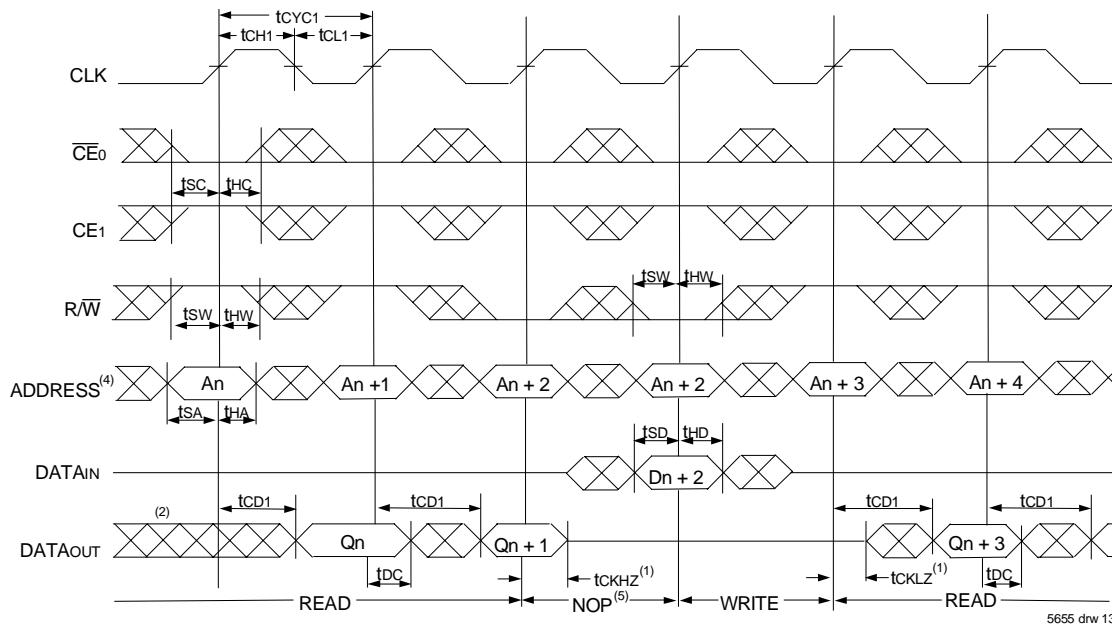 tCYC1
tCH1 tCL1
CLK
CE0
tSC tHC
CE1
tSW tHW
R/W
tSW tHW
ADDRESS(4) An An +1 An + 2 An + 2 An + 3 An + 4
tSA tHA
tSD tHD
DATAIN Dn + 2
tCD1 tCD1 tCD1 tCD1
(2)
DATAOUT Qn Qn + 1 Qn + 3
tDC tCKHZ(1) tCKLZ(1) tDC
READ NOP(5) WRITE READ
5655 drw 13